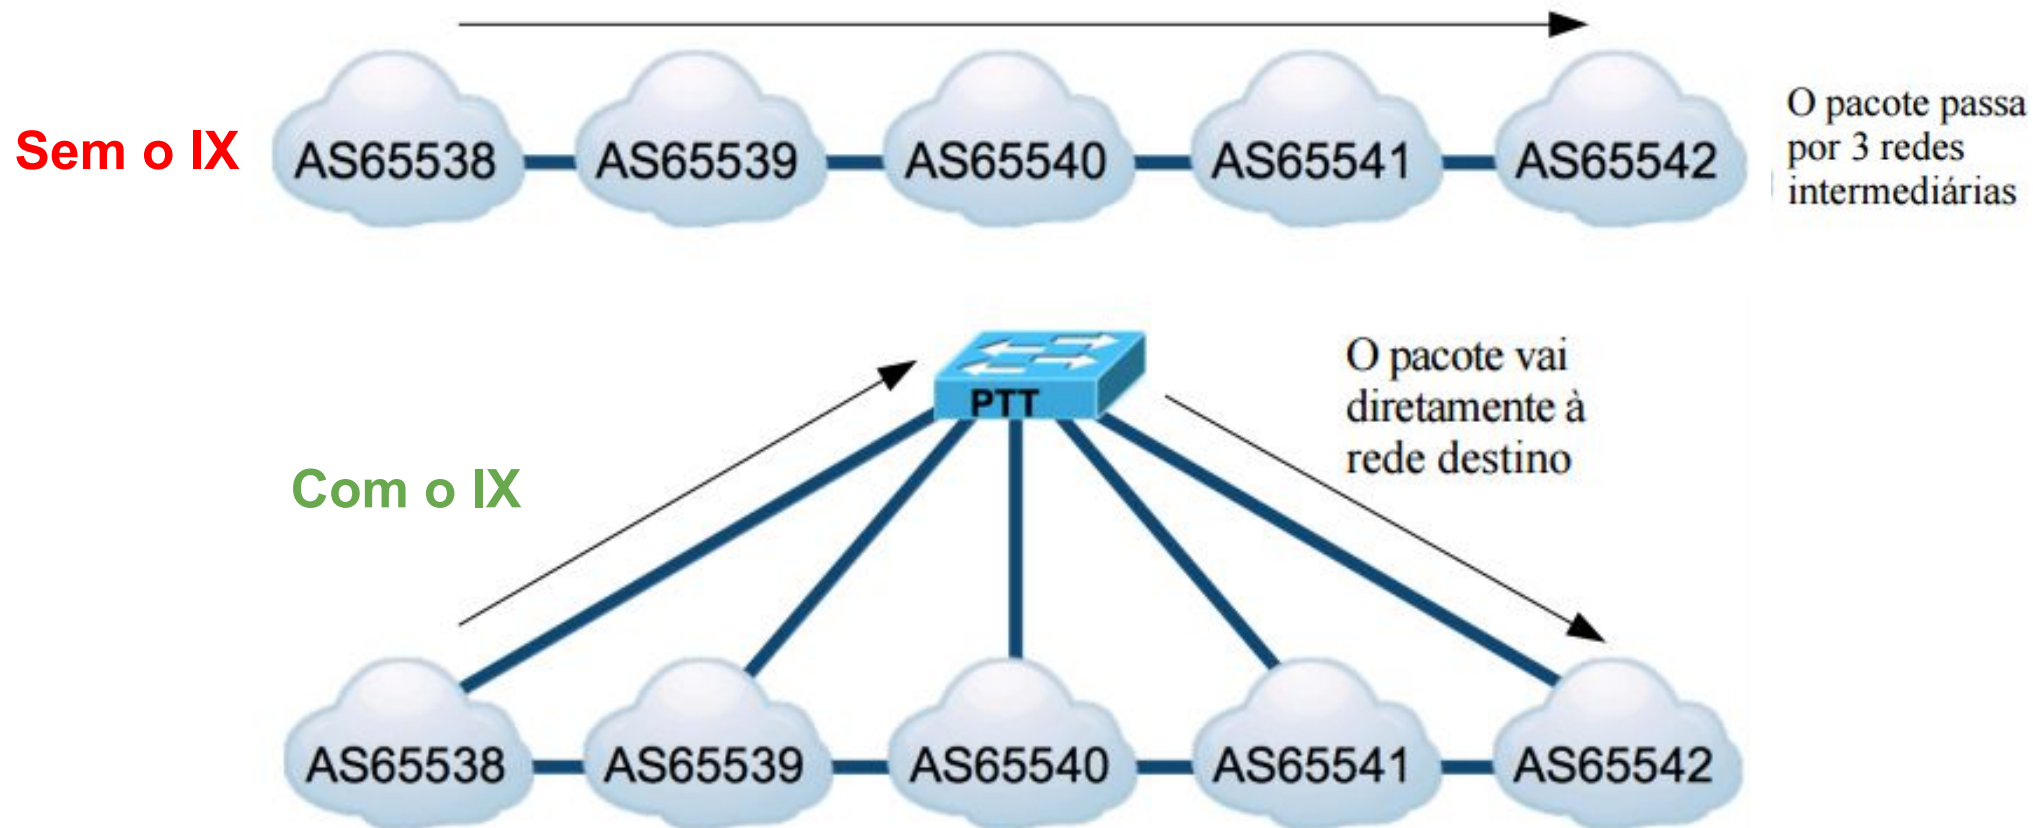 Sem o IX
AS65538
AS65539
AS65540
AS65541
AS65542
O pacote passa
por 3 redes
intermediárias
PTT
O pacote vai
diretamente à
rede destino
Com o IX
AS65538
AS65539
AS65540
AS65541
AS65542